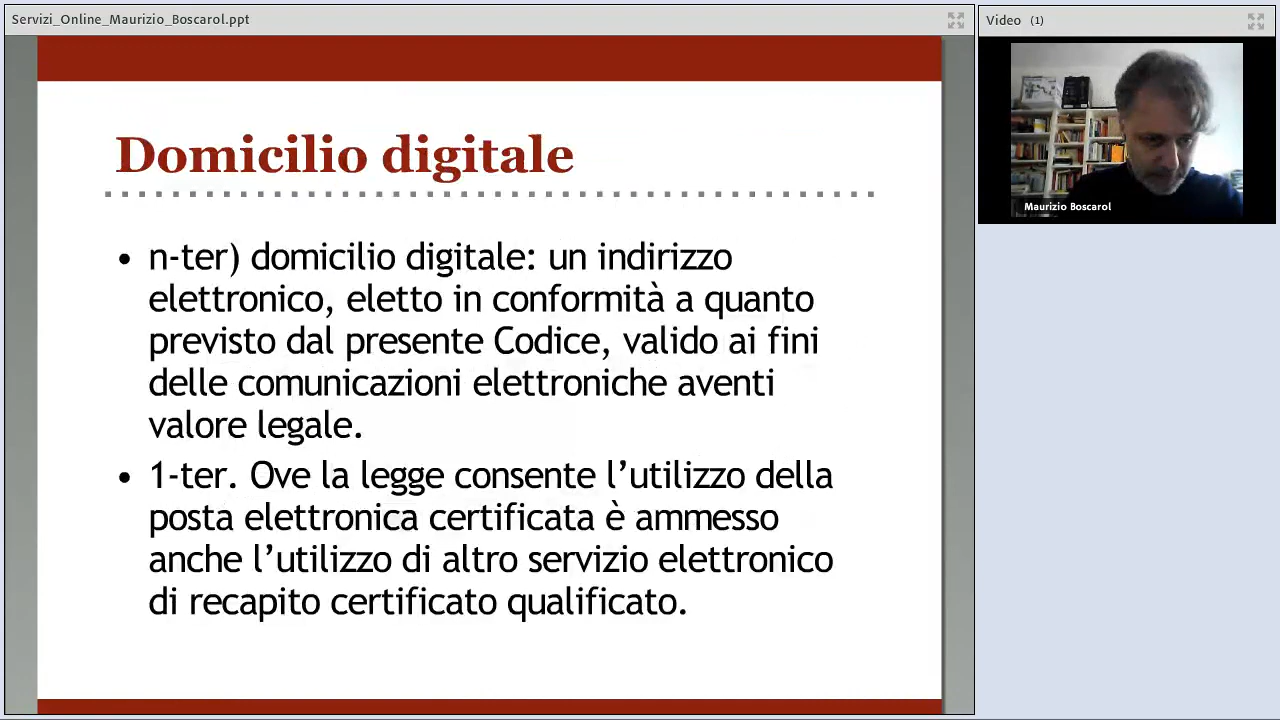 Servizi_Online_Maurizio_Boscarol.ppt
Video (1)
Maurizio Boscarol
Domicilio digitale
• n-ter) domicilio digitale: un indirizzo
elettronico, eletto in conformità a quanto
previsto dal presente Codice, valido ai fini
delle comunicazioni elettroniche aventi
valore legale.
• 1-ter. Ove la legge consente l’utilizzo della
posta elettronica certificata è ammesso
anche l’utilizzo di altro servizio elettronico
di recapito certificato qualificato.